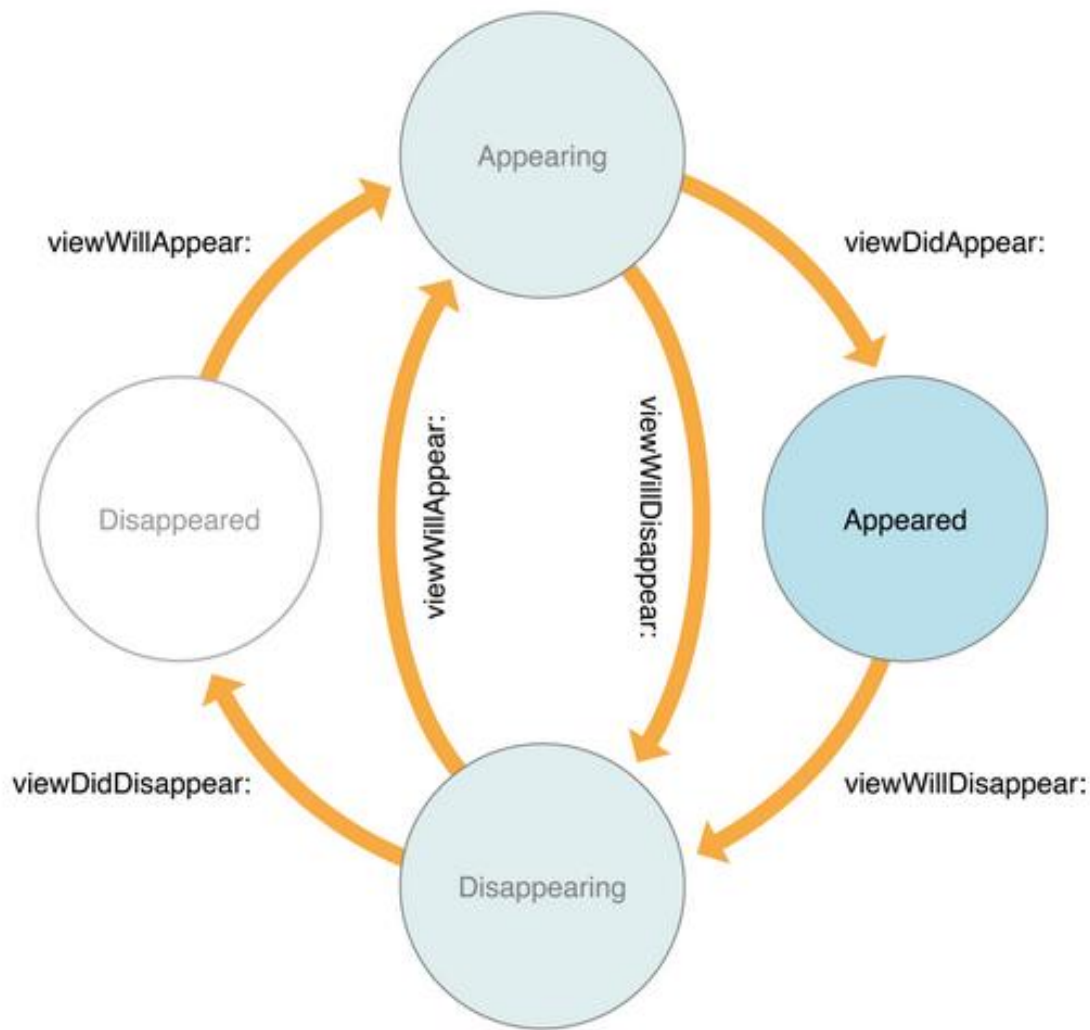 Appearing
viewWillAppear:
viewDidAppear:
viewWillAppear:
viewWillDisappear:
Disappeared
Appeared
viewDidDisappear:
viewWillDisappear:
Disappearing